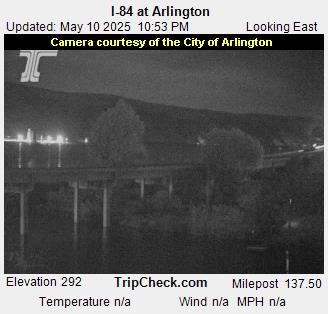 I-84 at Arlington
Updated: May 10 2025 10:53 PM Looking East
Camera courtesy of the City of Arlington
Elevation 292 TripCheck.com Milepost 137.50
Temperature n/a Wind n/a MPH n/a